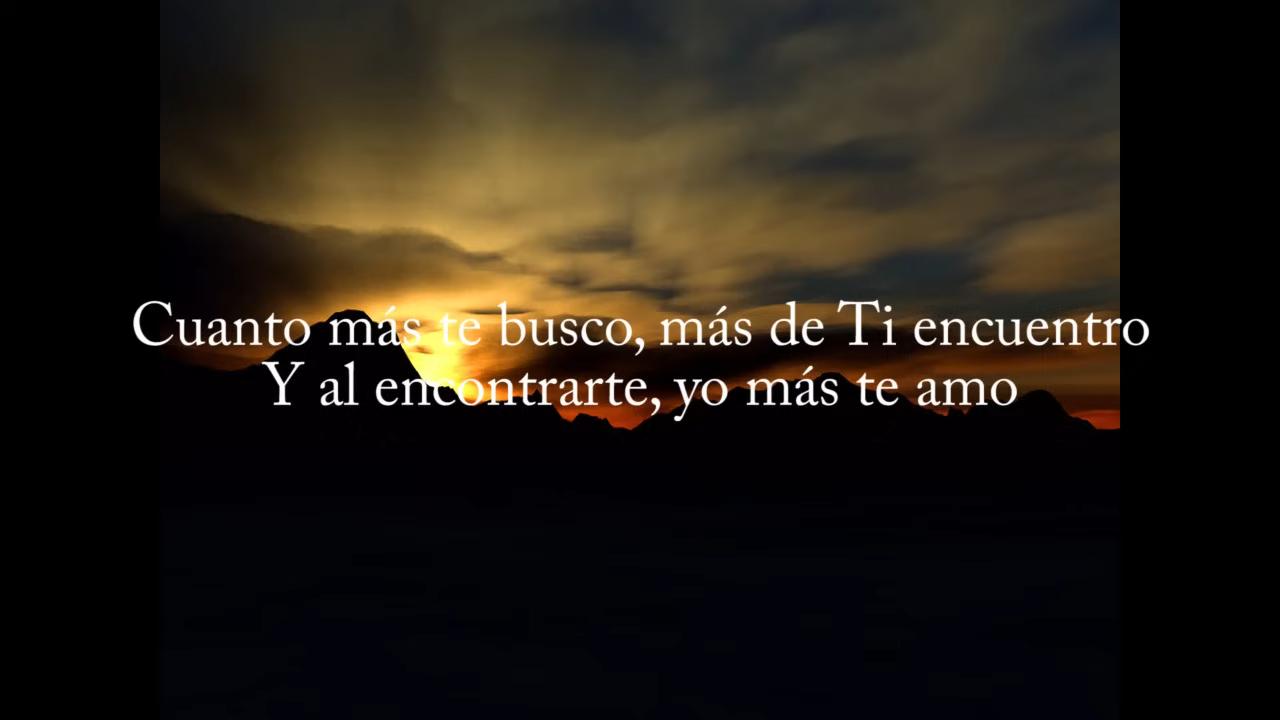 Cuanto más te busco, más de Ti encuentro
Y al encontrarte, yo más te amo